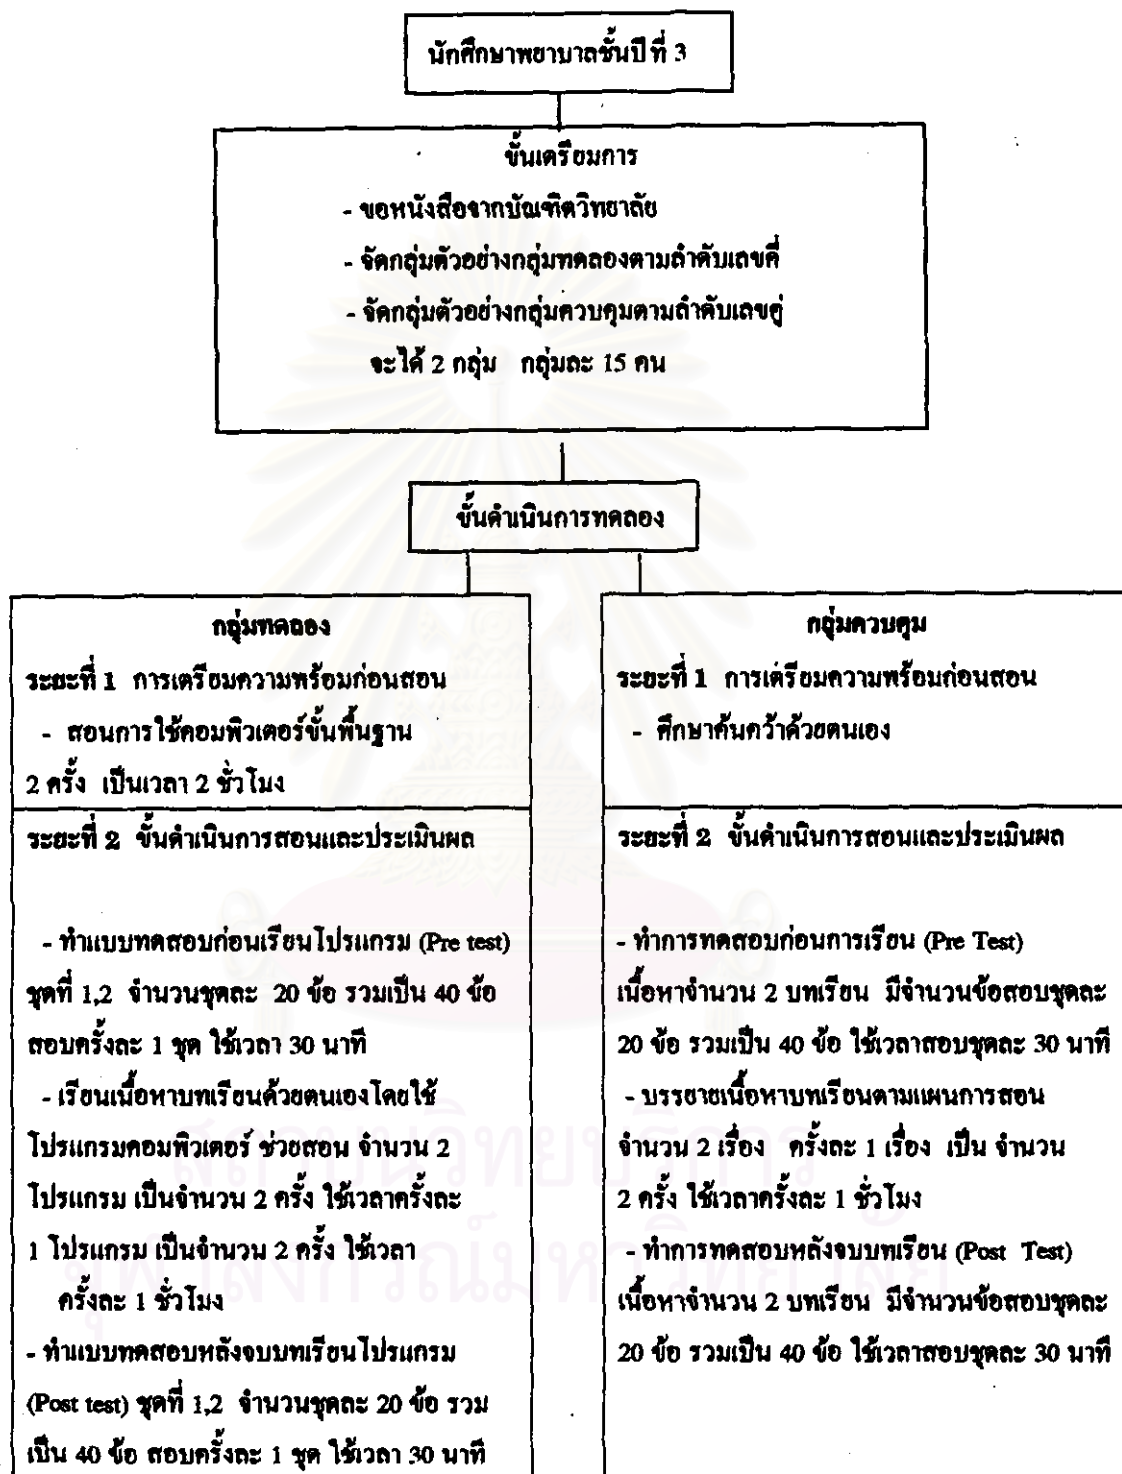 นักศึกษาพยาบาลชั้นปีที่ 3
ขั้นเตรียมการ
- ขอหนังสือจากบัณฑิตวิทยาลัย
- จัดกลุ่มตัวอย่างกลุ่มทดลองตามลำดับเลขคี่
- จัดกลุ่มตัวอย่างกลุ่มควบคุมตามลำดับเลขคู่
จะได้ 2 กลุ่ม กลุ่มละ 15 คน
ขั้นดำเนินการทดลอง
กลุ่มทดลอง
ระยะที่ 1 การเตรียมความพร้อมก่อนสอน
- สอนการใช้คอมพิวเตอร์ขั้นพื้นฐาน
2 ครั้ง เป็นเวลา 2 ชั่วโมง
ระยะที่ 2 ขั้นดำเนินการสอนและประเมินผล
- ทำแบบทดสอบก่อนเรียนโปรแกรม (Pre test)
ชุดที่ 1,2 จำนวนชุดละ 20 ข้อ รวมเป็น 40 ข้อ
สอบครั้งละ 1 ชุด ใช้เวลา 30 นาที
- เรียนเนื้อหาบทเรียนด้วยตนเองโดยใช้
โปรแกรมคอมพิวเตอร์ ช่วยสอน จำนวน 2
โปรแกรม เป็นจำนวน 2 ครั้ง ใช้เวลาครั้งละ
1 โปรแกรม เป็นจำนวน 2 ครั้ง ใช้เวลา
ครั้งละ 1 ชั่วโมง
- ทำแบบทดสอบหลังจบบทเรียนโปรแกรม
(Post test) ชุดที่ 1,2 จำนวนชุดละ 20 ข้อ รวม
เป็น 40 ข้อ สอบครั้งละ 1 ชุด ใช้เวลา 30 นาที
กลุ่มควบคุม
ระยะที่ 1 การเตรียมความพร้อมก่อนสอน
- ศึกษาค้นคว้าด้วยตนเอง
ระยะที่ 2 ขั้นดำเนินการสอนและประเมินผล
- ทำการทดสอบก่อนการเรียน (Pre Test)
เนื้อหาจำนวน 2 บทเรียน มีจำนวนข้อสอบชุดละ
20 ข้อ รวมเป็น 40 ข้อ ใช้เวลาสอบชุดละ 30 นาที
- บรรยายเนื้อหาบทเรียนตามแผนการสอน
จำนวน 2 เรื่อง ครั้งละ 1 เรื่อง เป็น จำนวน
2 ครั้ง ใช้เวลาครั้งละ 1 ชั่วโมง
- ทำการทดสอบหลังจบบทเรียน (Post Test)
เนื้อหาจำนวน 2 บทเรียน มีจำนวนข้อสอบชุดละ
20 ข้อ รวมเป็น 40 ข้อ ใช้เวลาสอบชุดละ 30 นาที
สถาบันวิทยบริการ
จุฬาลงกรณ์มหาวิทยาลัย